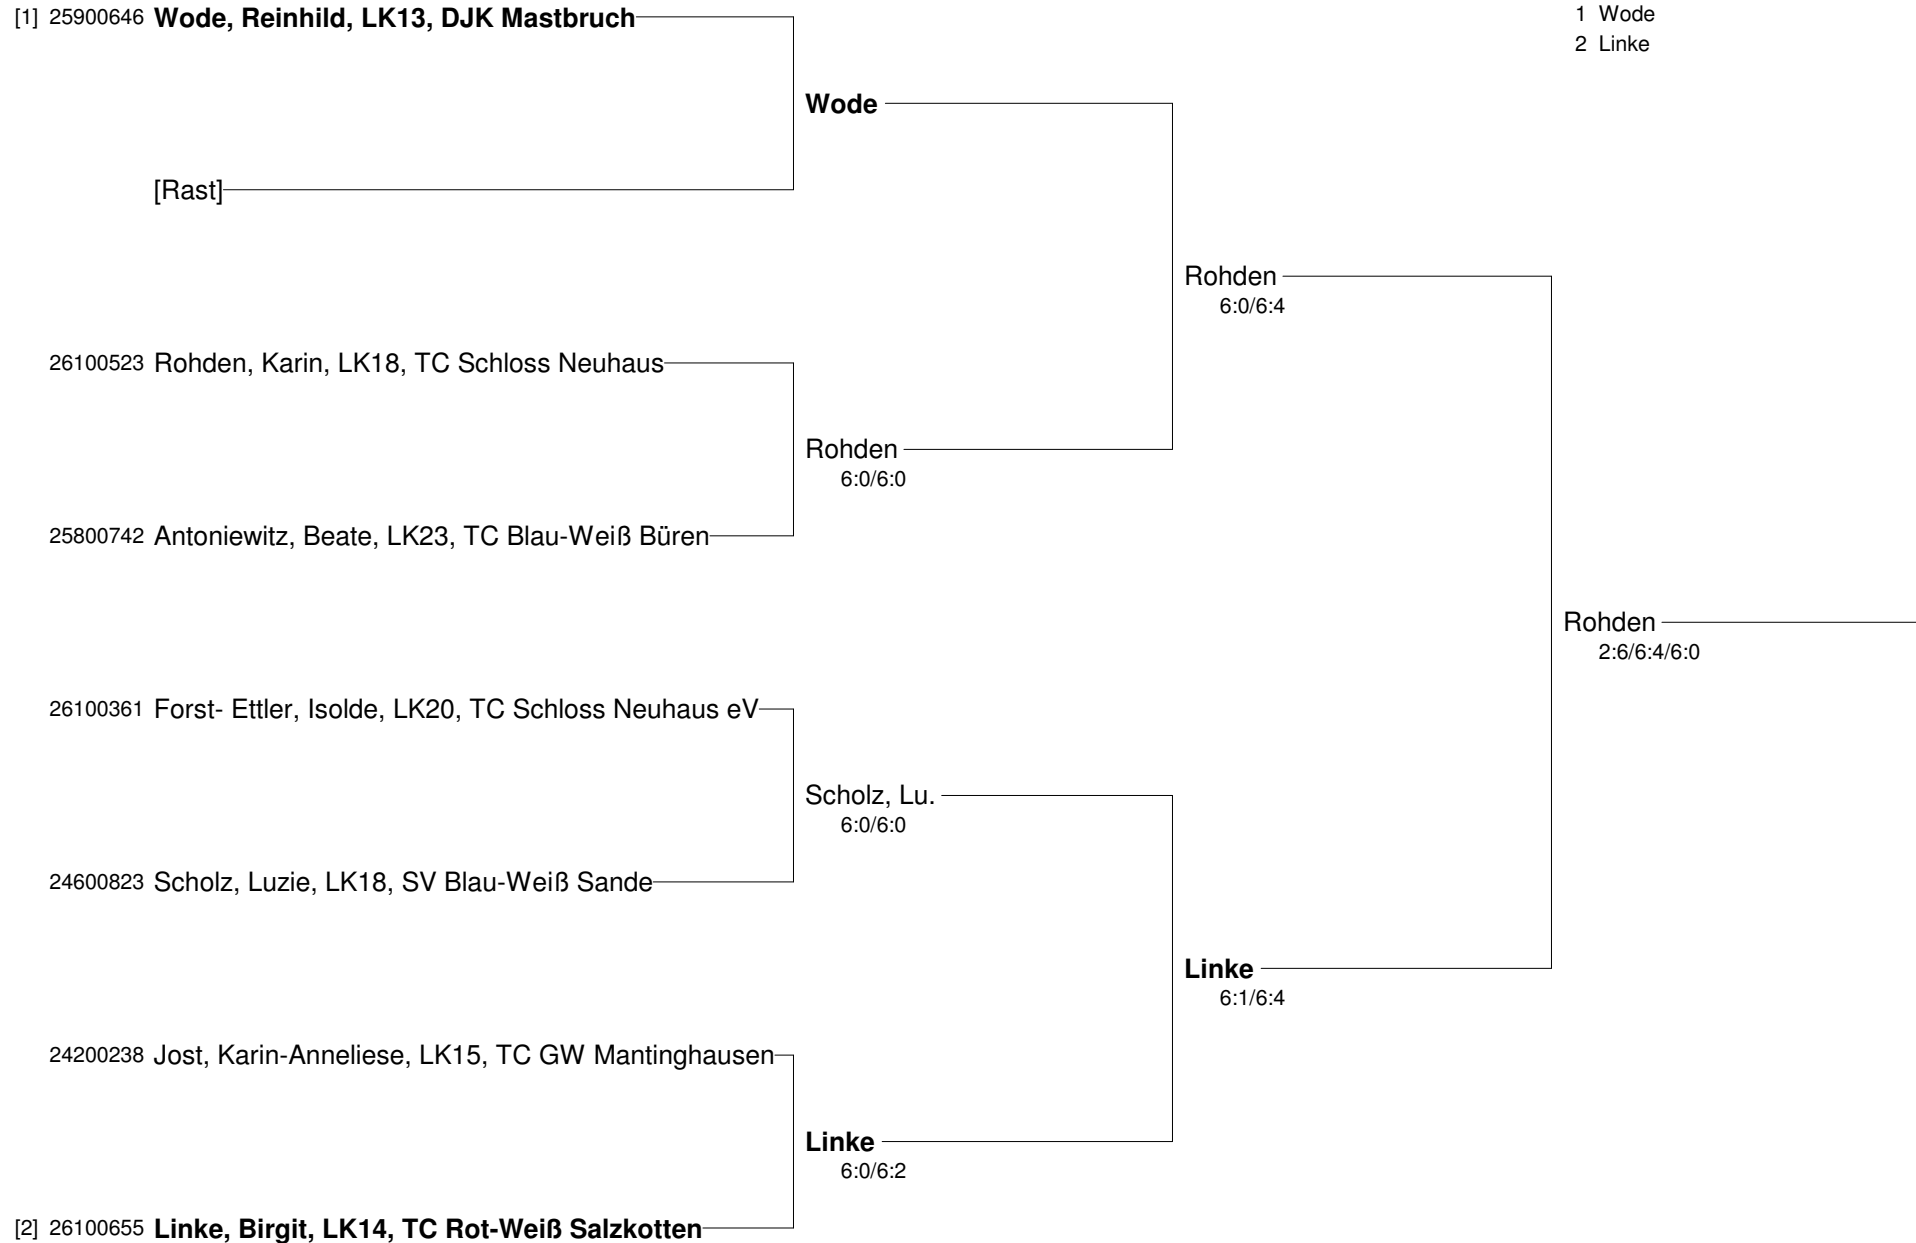 [1] 25900646 Wode, Reinhild, LK13, DJK Mastbruch
1 Wode
2 Linke
Wode
[Rast]
Rohden
6:0/6:4
26100523 Rohden, Karin, LK18, TC Schloss Neuhaus
Rohden
6:0/6:0
25800742 Antoniewitz, Beate, LK23, TC Blau-Weiß Büren
Rohden
2:6/6:4/6:0
26100361 Forst- Ettler, Isolde, LK20, TC Schloss Neuhaus eV
Scholz, Lu.
6:0/6:0
24600823 Scholz, Luzie, LK18, SV Blau-Weiß Sande
Linke
6:1/6:4
24200238 Jost, Karin-Anneliese, LK15, TC GW Mantinghausen
Linke
6:0/6:2
[2] 26100655 Linke, Birgit, LK14, TC Rot-Weiß Salzkotten